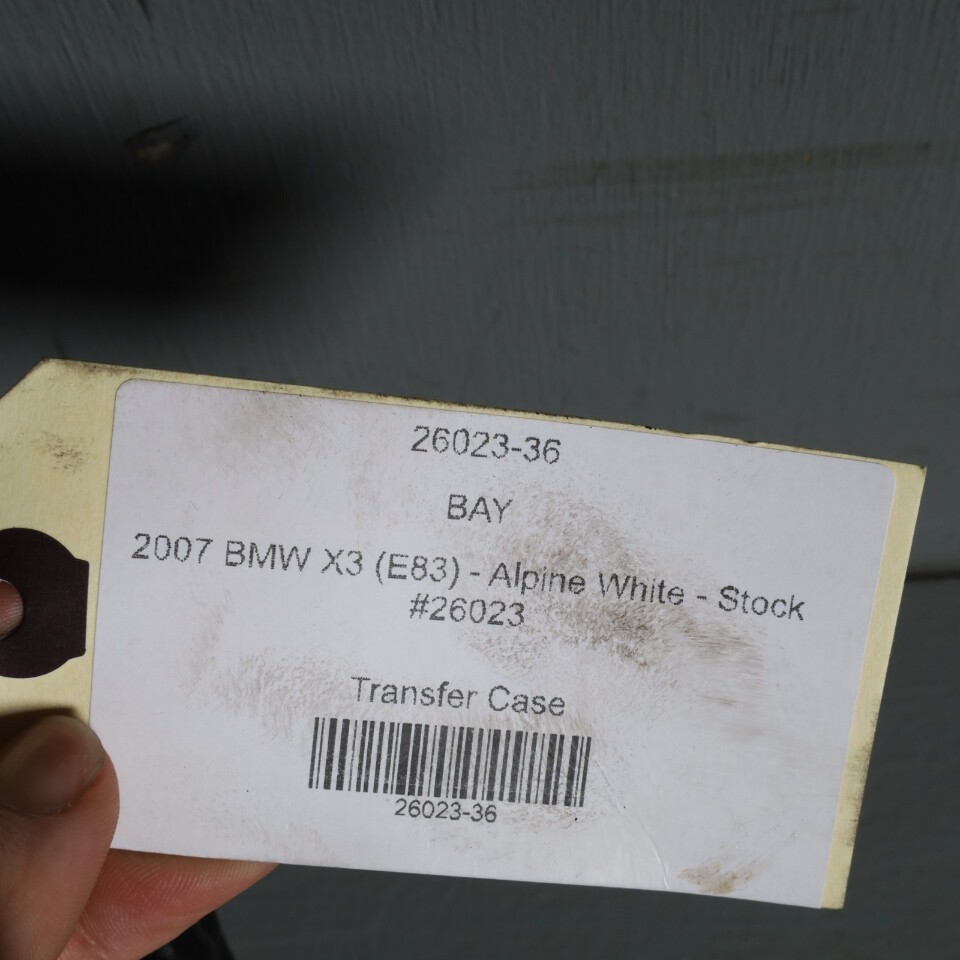 26023-36
BAY
2007 BMW X3 (E83) - Alpine White - Stock
#26023
Transfer Case
26023-36